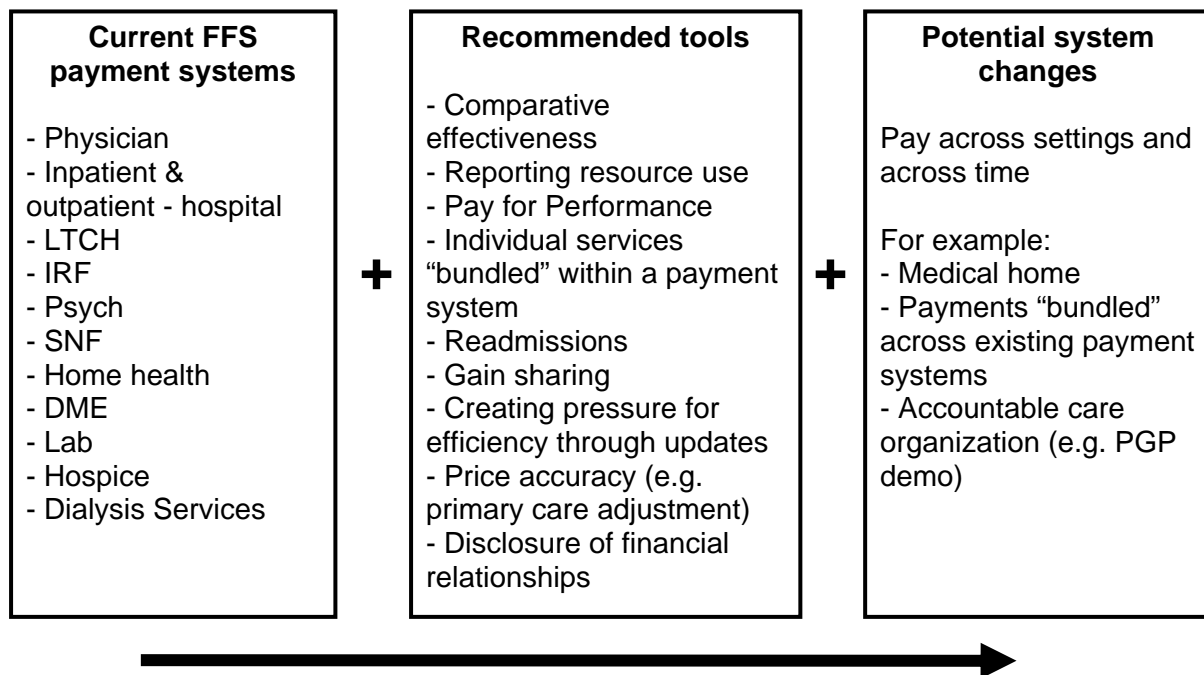 Current FFS
payment systems
- Physician
- Inpatient &
outpatient - hospital
- LTCH
- IRF
- Psych
- SNF
- Home health
- DME
- Lab
- Hospice
- Dialysis Services
+
Recommended tools
- Comparative
effectiveness
- Reporting resource use
- Pay for Performance
- Individual services
“bundled” within a payment
system
- Readmissions
- Gain sharing
- Creating pressure for
efficiency through updates
- Price accuracy (e.g.
primary care adjustment)
- Disclosure of financial
relationships
+
Potential system
changes
Pay across settings and
across time
For example:
- Medical home
- Payments “bundled”
across existing payment
systems
- Accountable care
organization (e.g. PGP
demo)